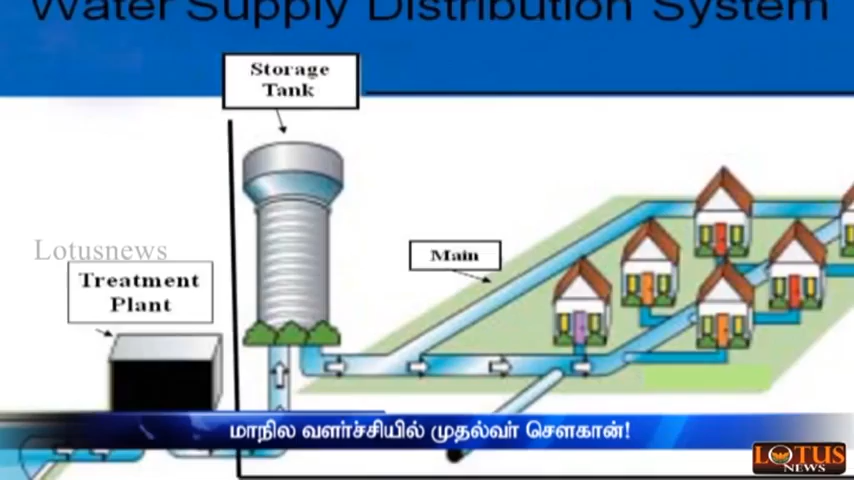 Water Supply Distribution System
Storage
Tank
Main
Lotusnews
Treatment
Plant
மாநில வளர்ச்சியில் முதல்வர் சௌகான்!
LOTUS
NEWS